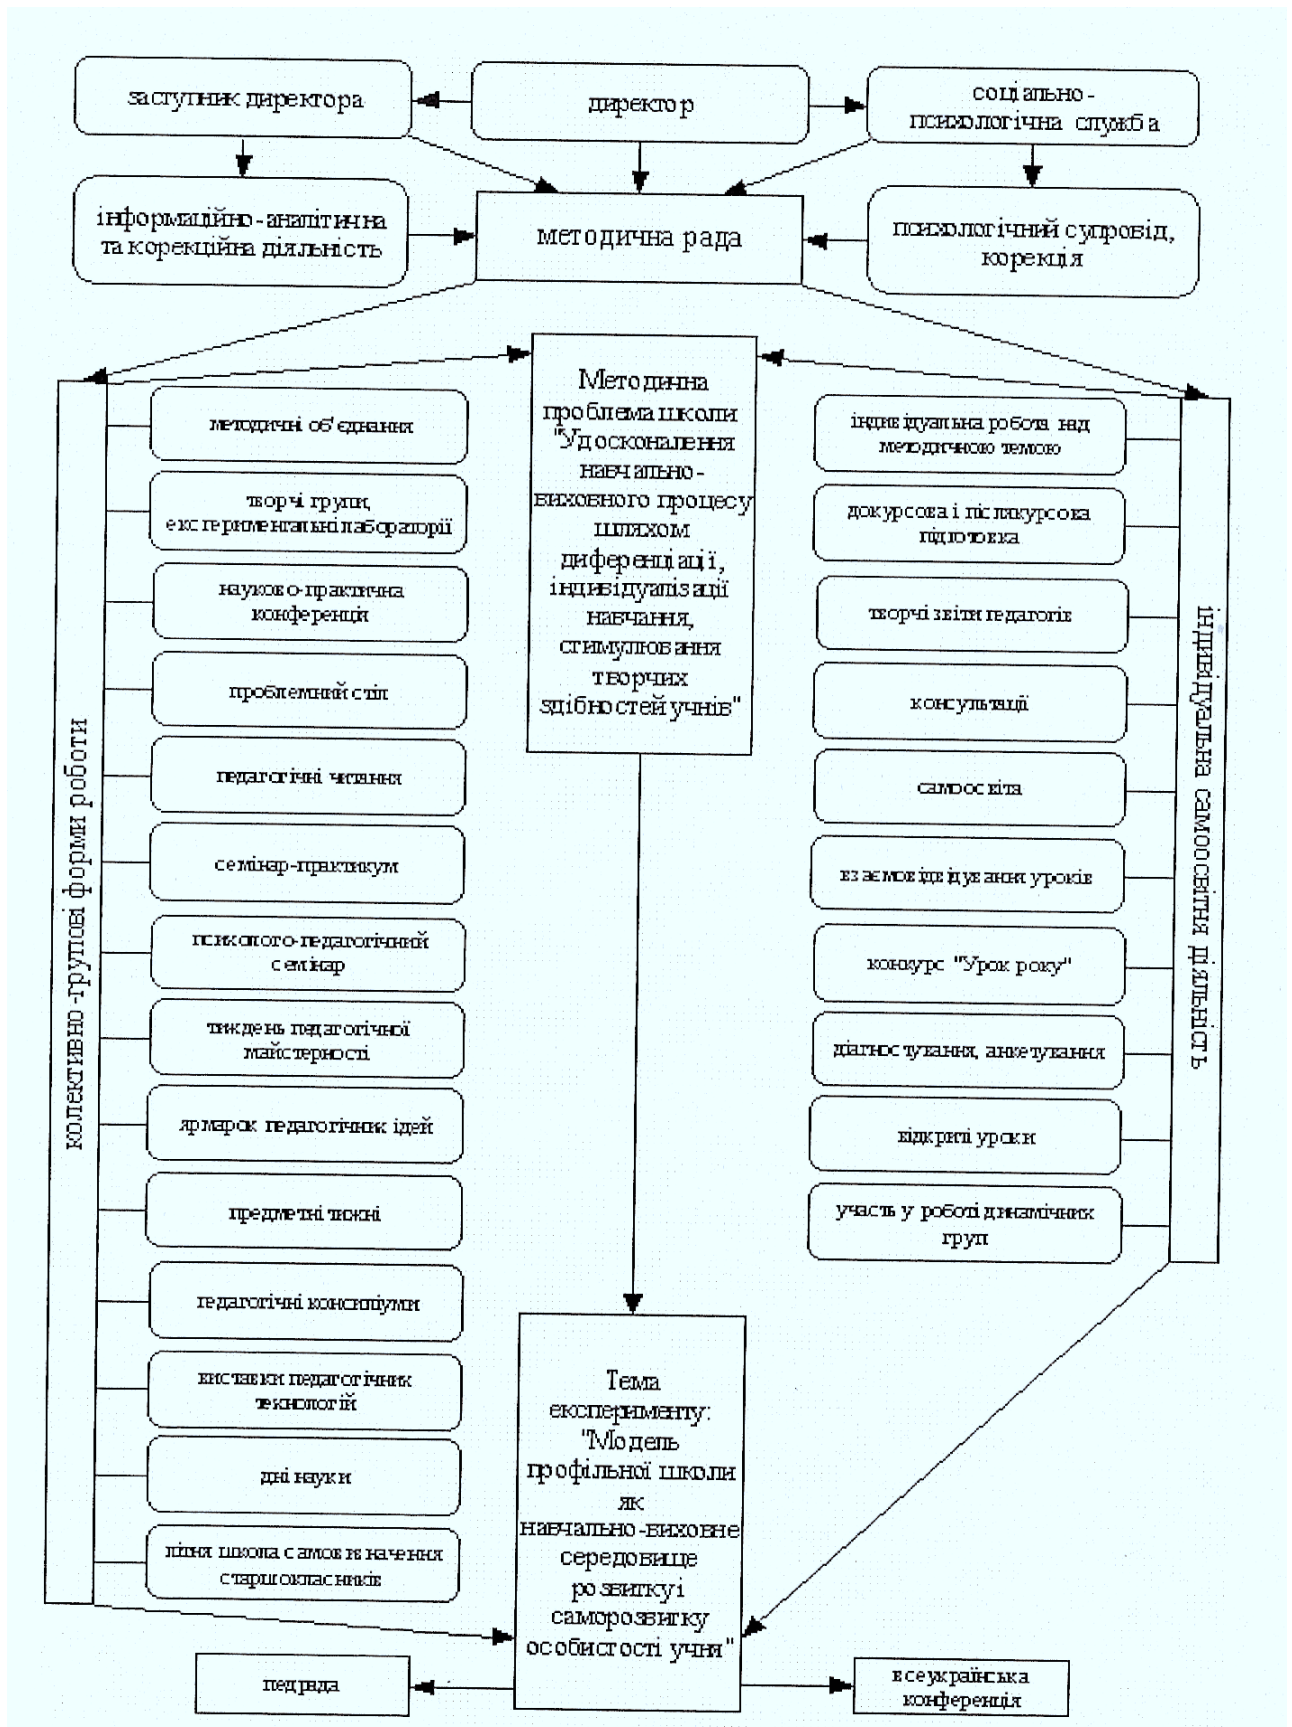 заступник директора
директор
соціально-
психологічна служба
інформаційно-аналітична
та корекційна діяльність
методична рада
психологічний супровід,
корекція
колективно-групові форми роботи
методичні об'єднання
творчі групи,
експериментальні лабораторії
науково-практична
конференція
проблемний стіл
педагогічні читання
семінар-практикум
психолого-педагогічний
семінар
тиждень педагогічної
майстерності
ярмарок педагогічних ідей
предметні тижні
педагогічні консиліуми
виставки педагогічних
технологій
дні науки
літня школа самовизначення
старшокласників
Методична
проблема школи
"Удосконалення
навчально-
виховного процесу
шляхом
диференціації,
індивідуалізації
навчання,
стимулювання
творчих
здібностей учнів"
індивідуальна робота над
методичною темою
докурсова і післякурсова
підготовка
творчі звіти педагогів
консультації
самоосвіта
взаємовідвідування уроків
конкурс "Урок року"
діагностування, анкетування
відкриті уроки
участь у роботі динамічних
груп
індивідуальна самоосвітня діяльність
Тема
експерименту:
"Модель
профільної школи
як
навчально-виховне
середовище
розвитку і
саморозвитку
особистості учня"
педрада
всеукраїнська
конференція